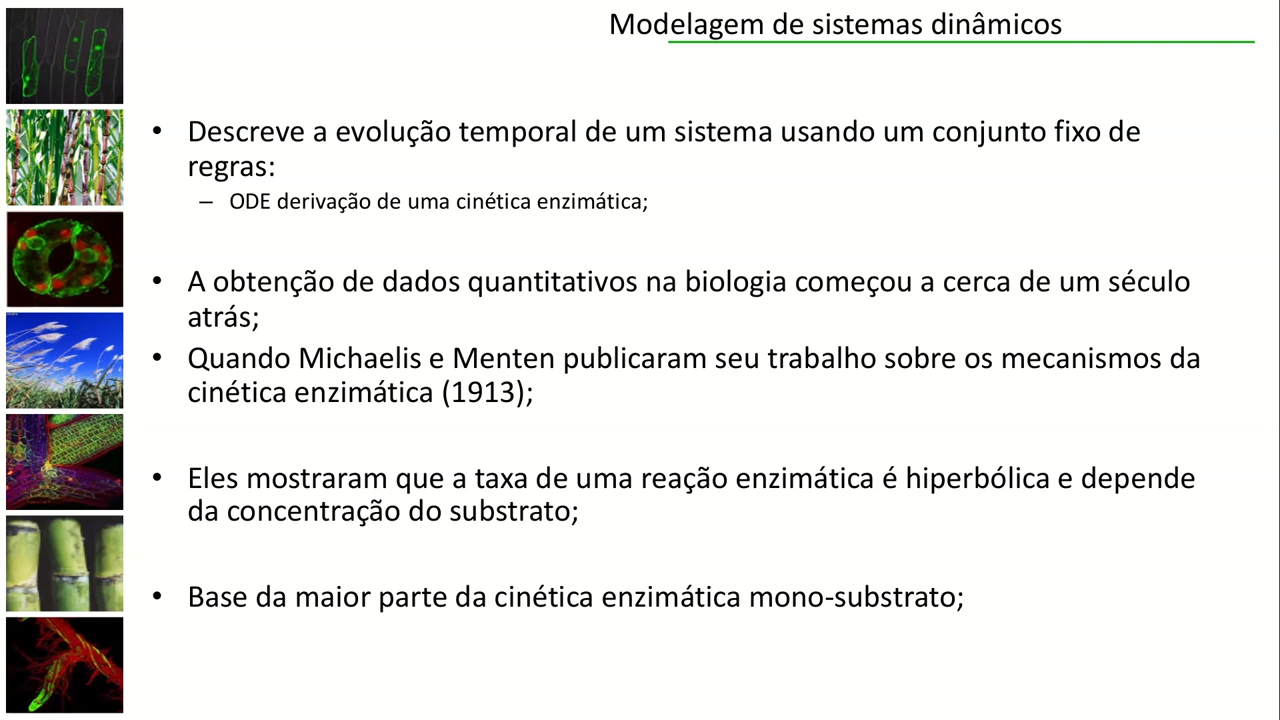 Modelagem de sistemas dinâmicos
• Descreve a evolução temporal de um sistema usando um conjunto fixo de
regras:
– ODE derivação de uma cinética enzimática;
• A obtenção de dados quantitativos na biologia começou a cerca de um século
atrás;
• Quando Michaelis e Menten publicaram seu trabalho sobre os mecanismos da
cinética enzimática (1913);
• Eles mostraram que a taxa de uma reação enzimática é hiperbólica e depende
da concentração do substrato;
• Base da maior parte da cinética enzimática mono-substrato;